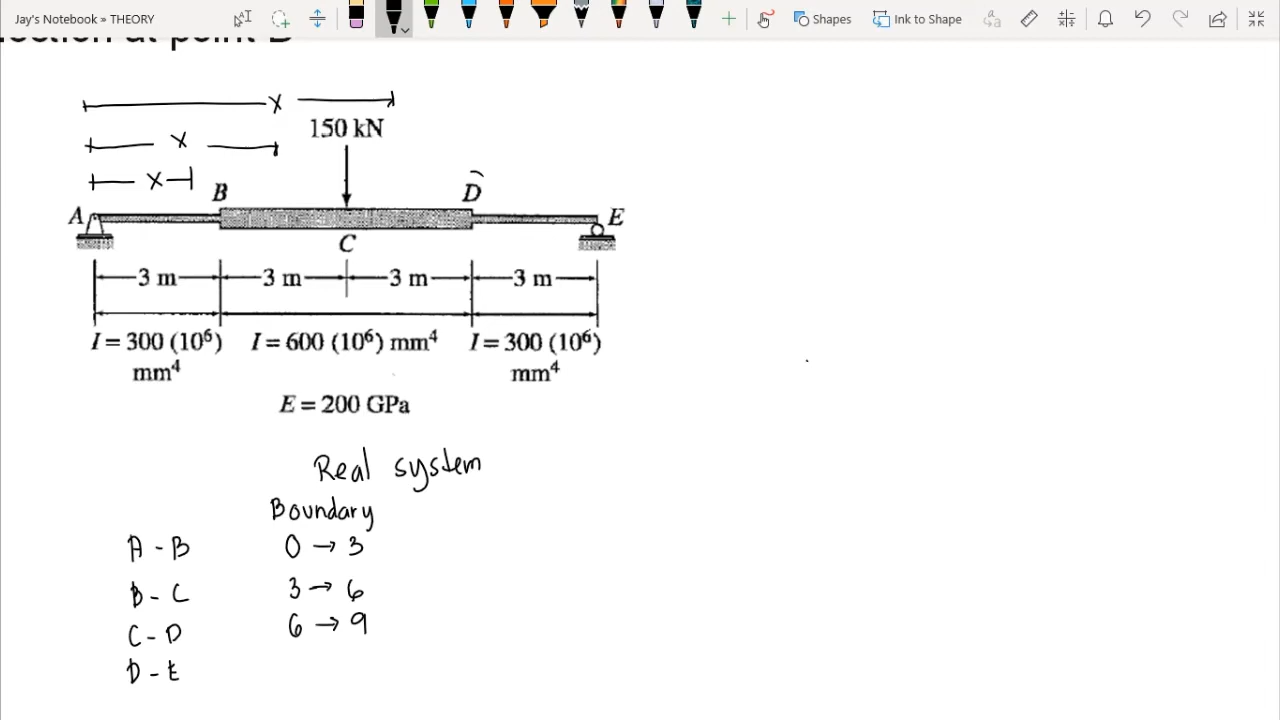 Jay's Notebook » THEORY
Shapes
Ink to Shape
x
150 kN
x
x
A
B
D
E
C
3 m
3 m
3 m
3 m
I = 300 (10⁶) mm⁴
I = 600 (10⁶) mm⁴
I = 300 (10⁶) mm⁴
E = 200 GPa
Real system
Boundary
A - B 0 → 3
B - C 3 → 6
C - D 6 → 9
D - E